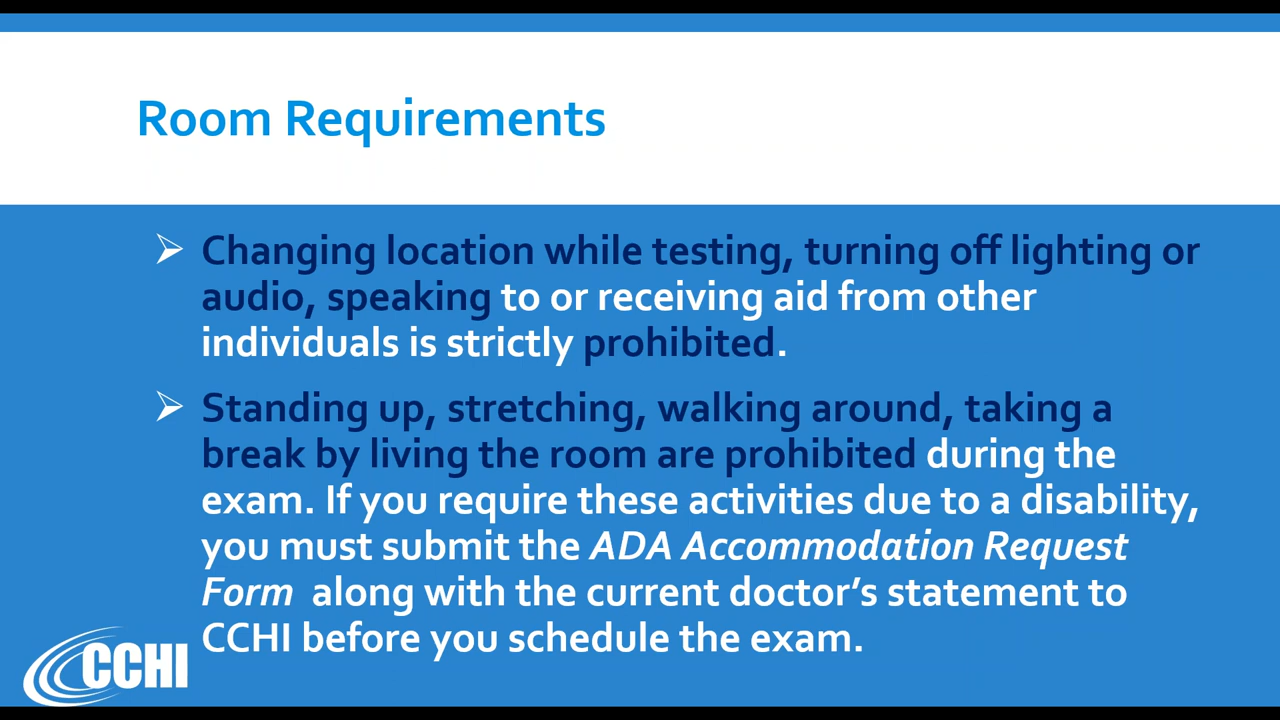 Room Requirements
Changing location while testing, turning off lighting or
audio, speaking to or receiving aid from other
individuals is strictly prohibited.
Standing up, stretching, walking around, taking a
break by living the room are prohibited during the
exam. If you require these activities due to a disability,
you must submit the ADA Accommodation Request
Form along with the current doctor’s statement to
CCHI before you schedule the exam.
CCHI